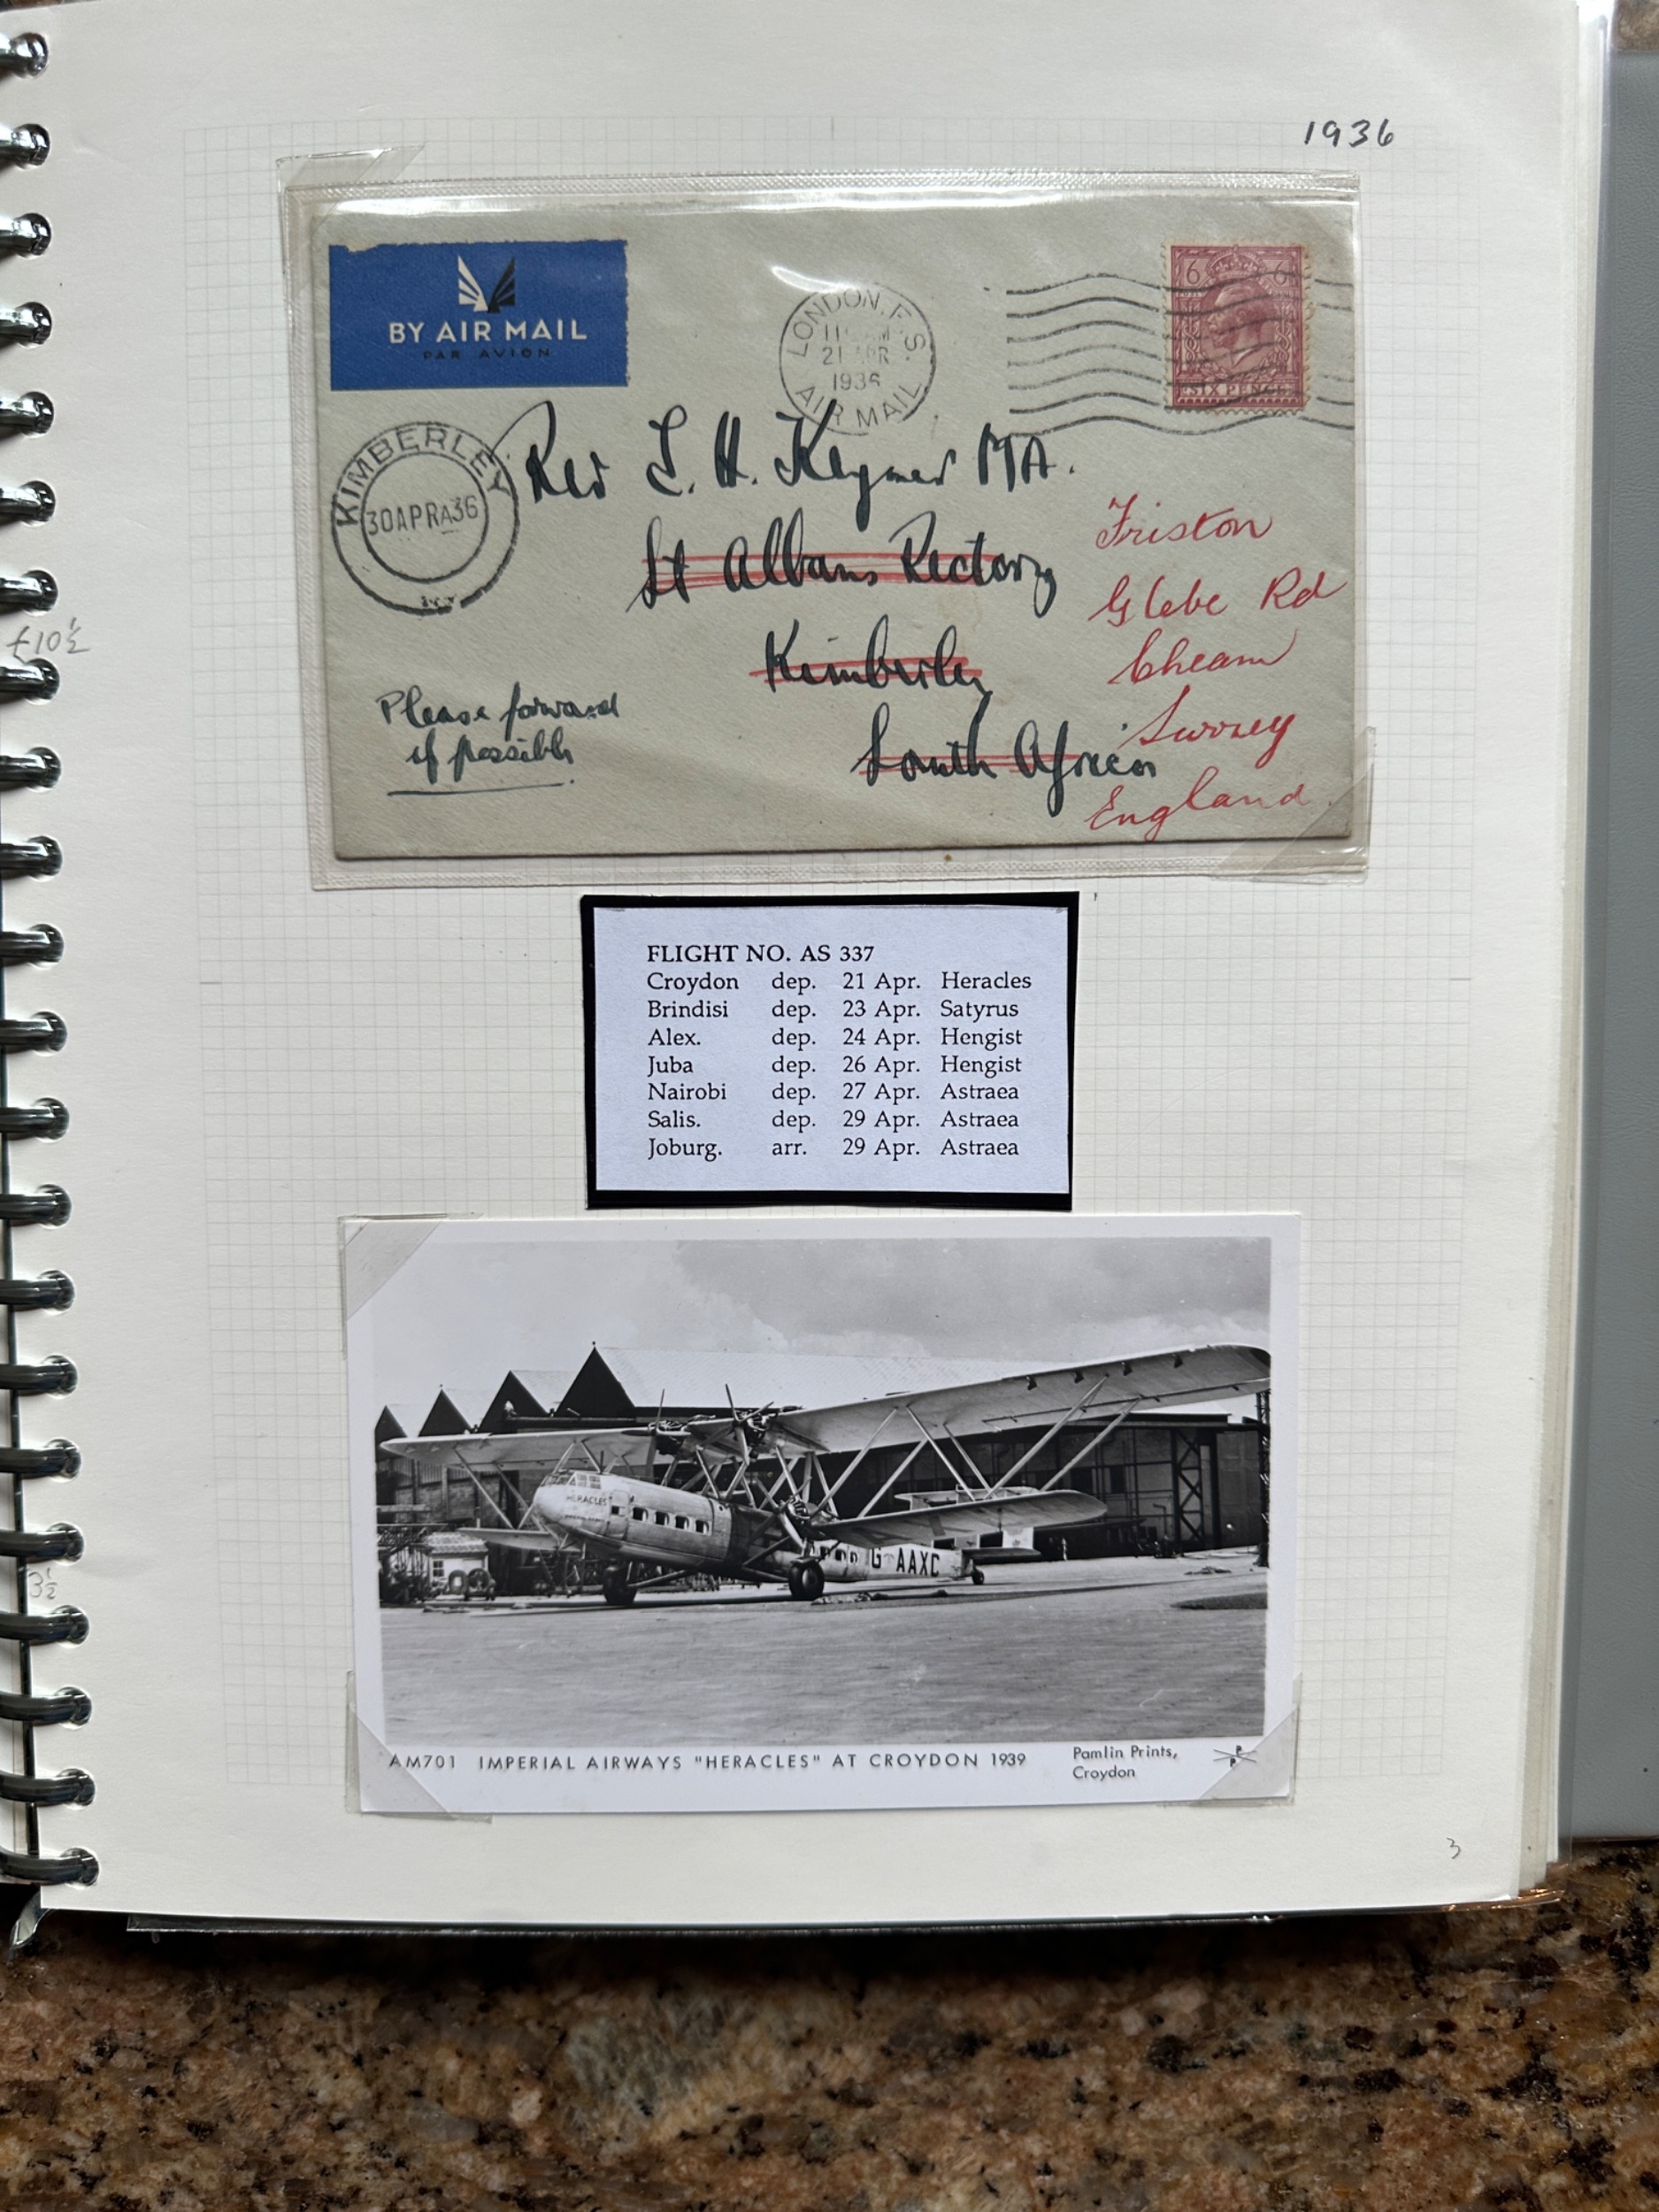 1936
BY AIR MAIL
PAR AVION
LONDON. F.S.
21 APR
1936
AIR MAIL
6 6
SIX PENCE
KIMBERLEY
30APRA36
Rev H. Keymer MA.
St Albans Rectory
Kimberley
South Africa
Please forward
if possible
Friston
Glebe Rd
Cheam
Surrey
England.
£10½
FLIGHT NO. AS 337
Croydon dep. 21 Apr. Heracles
Brindisi dep. 23 Apr. Satyrus
Alex. dep. 24 Apr. Hengist
Juba dep. 26 Apr. Hengist
Nairobi dep. 27 Apr. Astraea
Salis. dep. 29 Apr. Astraea
Joburg. arr. 29 Apr. Astraea
HERACLES
G-AAXC
3½
AM701 IMPERIAL AIRWAYS "HERACLES" AT CROYDON 1939
Pamlin Prints,
Croydon
P
P
3